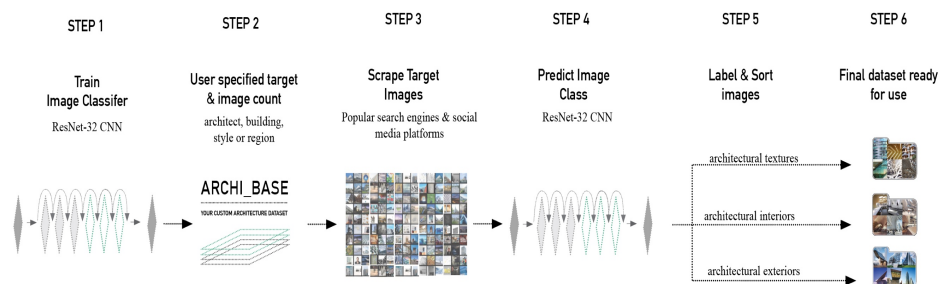 STEP 1
Train
Image Classifer
ResNet-32 CNN
STEP 2
User specified target
& image count
architect, building,
style or region
ARCHI_BASE
YOUR CUSTOM ARCHITECTURE DATASET
STEP 3
Scrape Target
Images
Popular search engines & social
media platforms
STEP 4
Predict Image
Class
ResNet-32 CNN
STEP 5
Label & Sort
images
architectural textures
architectural interiors
architectural exteriors
STEP 6
Final dataset ready
for use